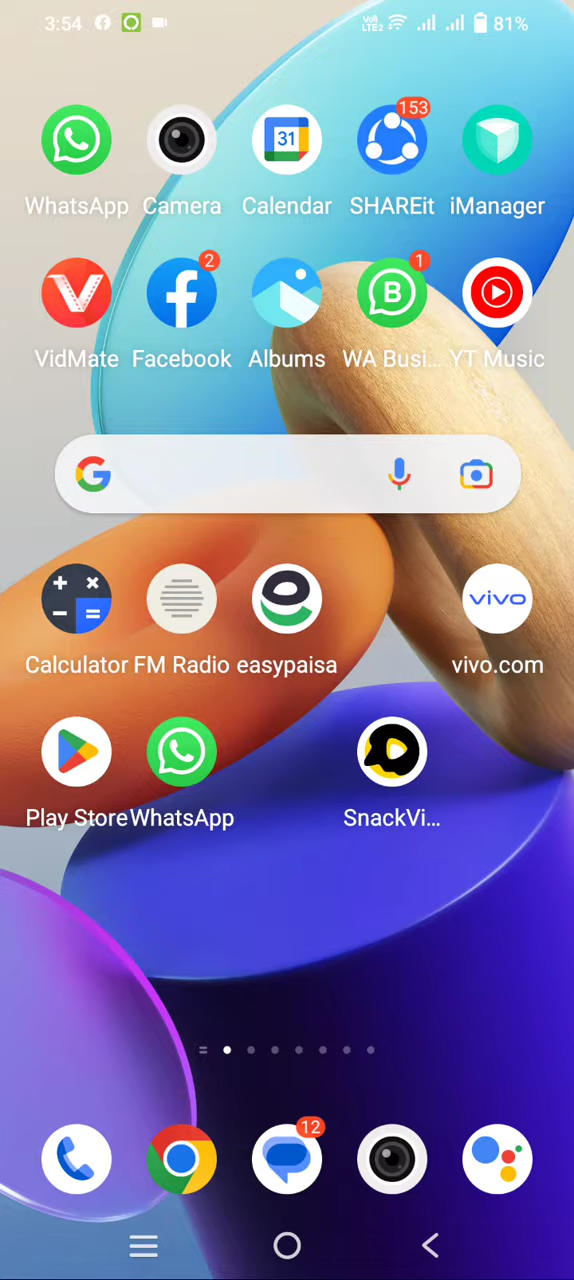 3:54 VoLTE2 81%
153
WhatsApp Camera Calendar SHAREit iManager
31
2 1
B
VidMate Facebook Albums WA Busi... YT Music
vivo
Calculator FM Radio easypaisa vivo.com
Play Store WhatsApp SnackVi...
12